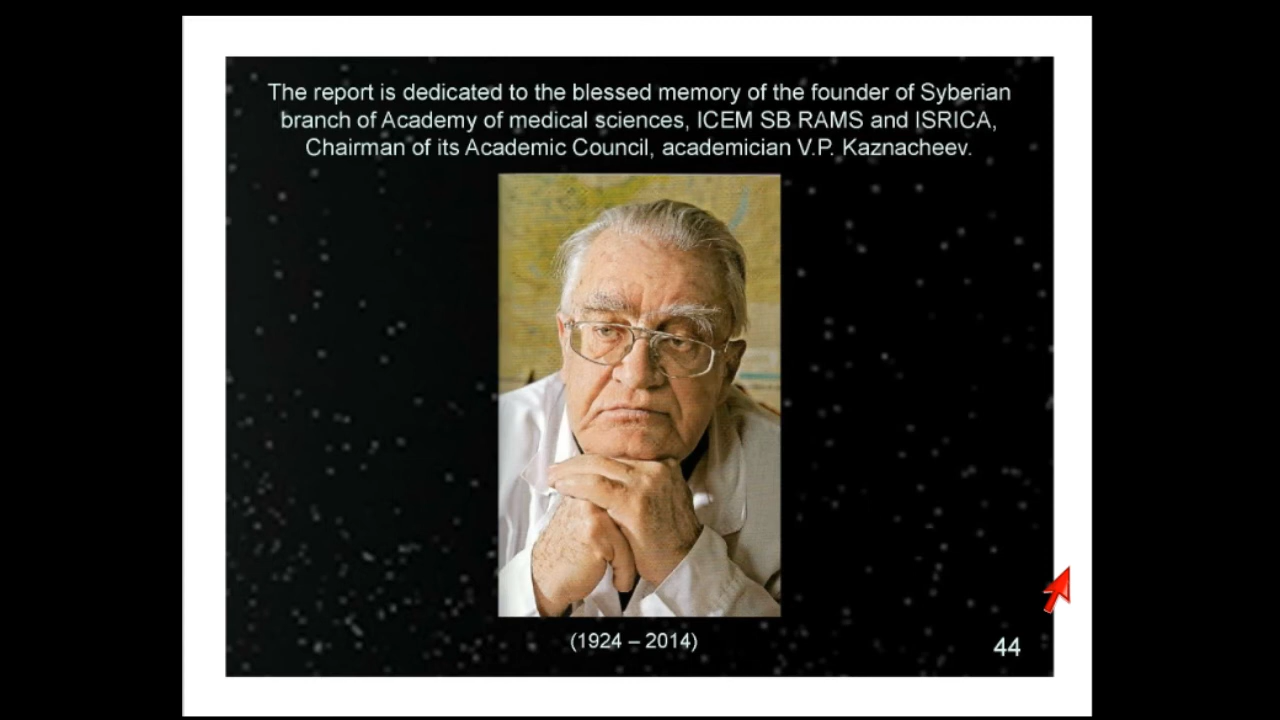 The report is dedicated to the blessed memory of the founder of Syberian
branch of Academy of medical sciences, ICEM SB RAMS and ISRICA,
Chairman of its Academic Council, academician V.P. Kaznacheev.
(1924 – 2014)
44